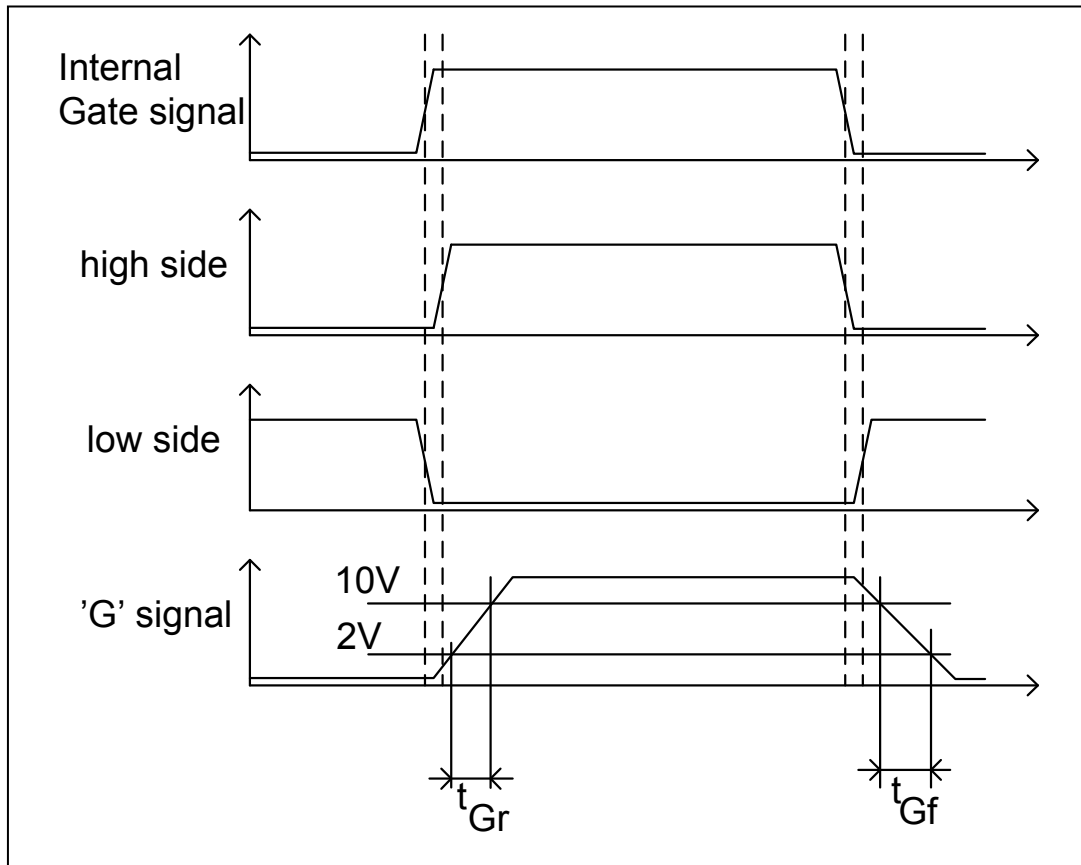 Internal
Gate signal
high side
low side
’G’ signal
10V
2V
tGr
tGf